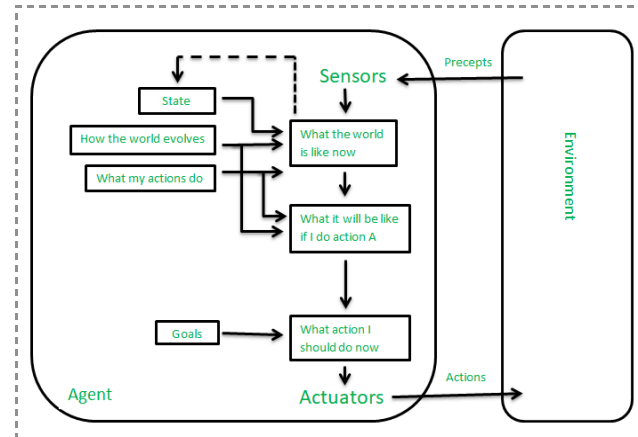 Precepts
Sensors
State
How the world evolves
What the world
is like now
What my actions do
What it will be like
if I do action A
Environment
Goals
What action I
should do now
Agent
Actuators
Actions